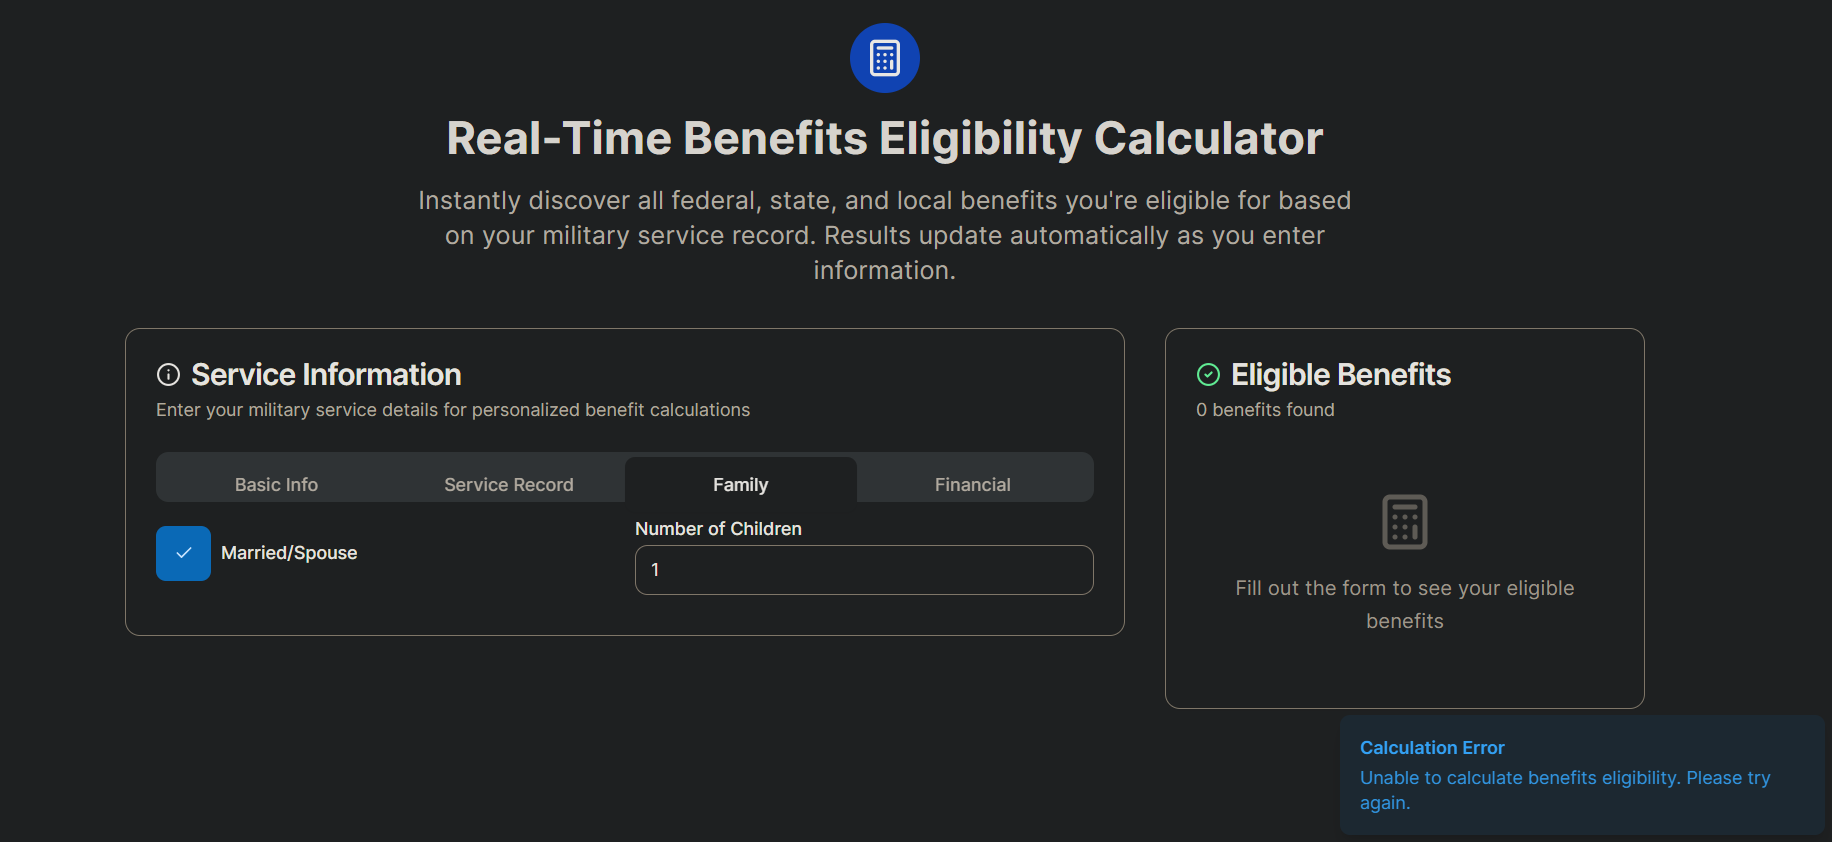 Real-Time Benefits Eligibility Calculator
Instantly discover all federal, state, and local benefits you're eligible for based
on your military service record. Results update automatically as you enter
information.
Service Information
Enter your military service details for personalized benefit calculations
Basic Info
Service Record
Family
Financial
Married/Spouse
Number of Children
1
Eligible Benefits
0 benefits found
Fill out the form to see your eligible
benefits
Calculation Error
Unable to calculate benefits eligibility. Please try
again.